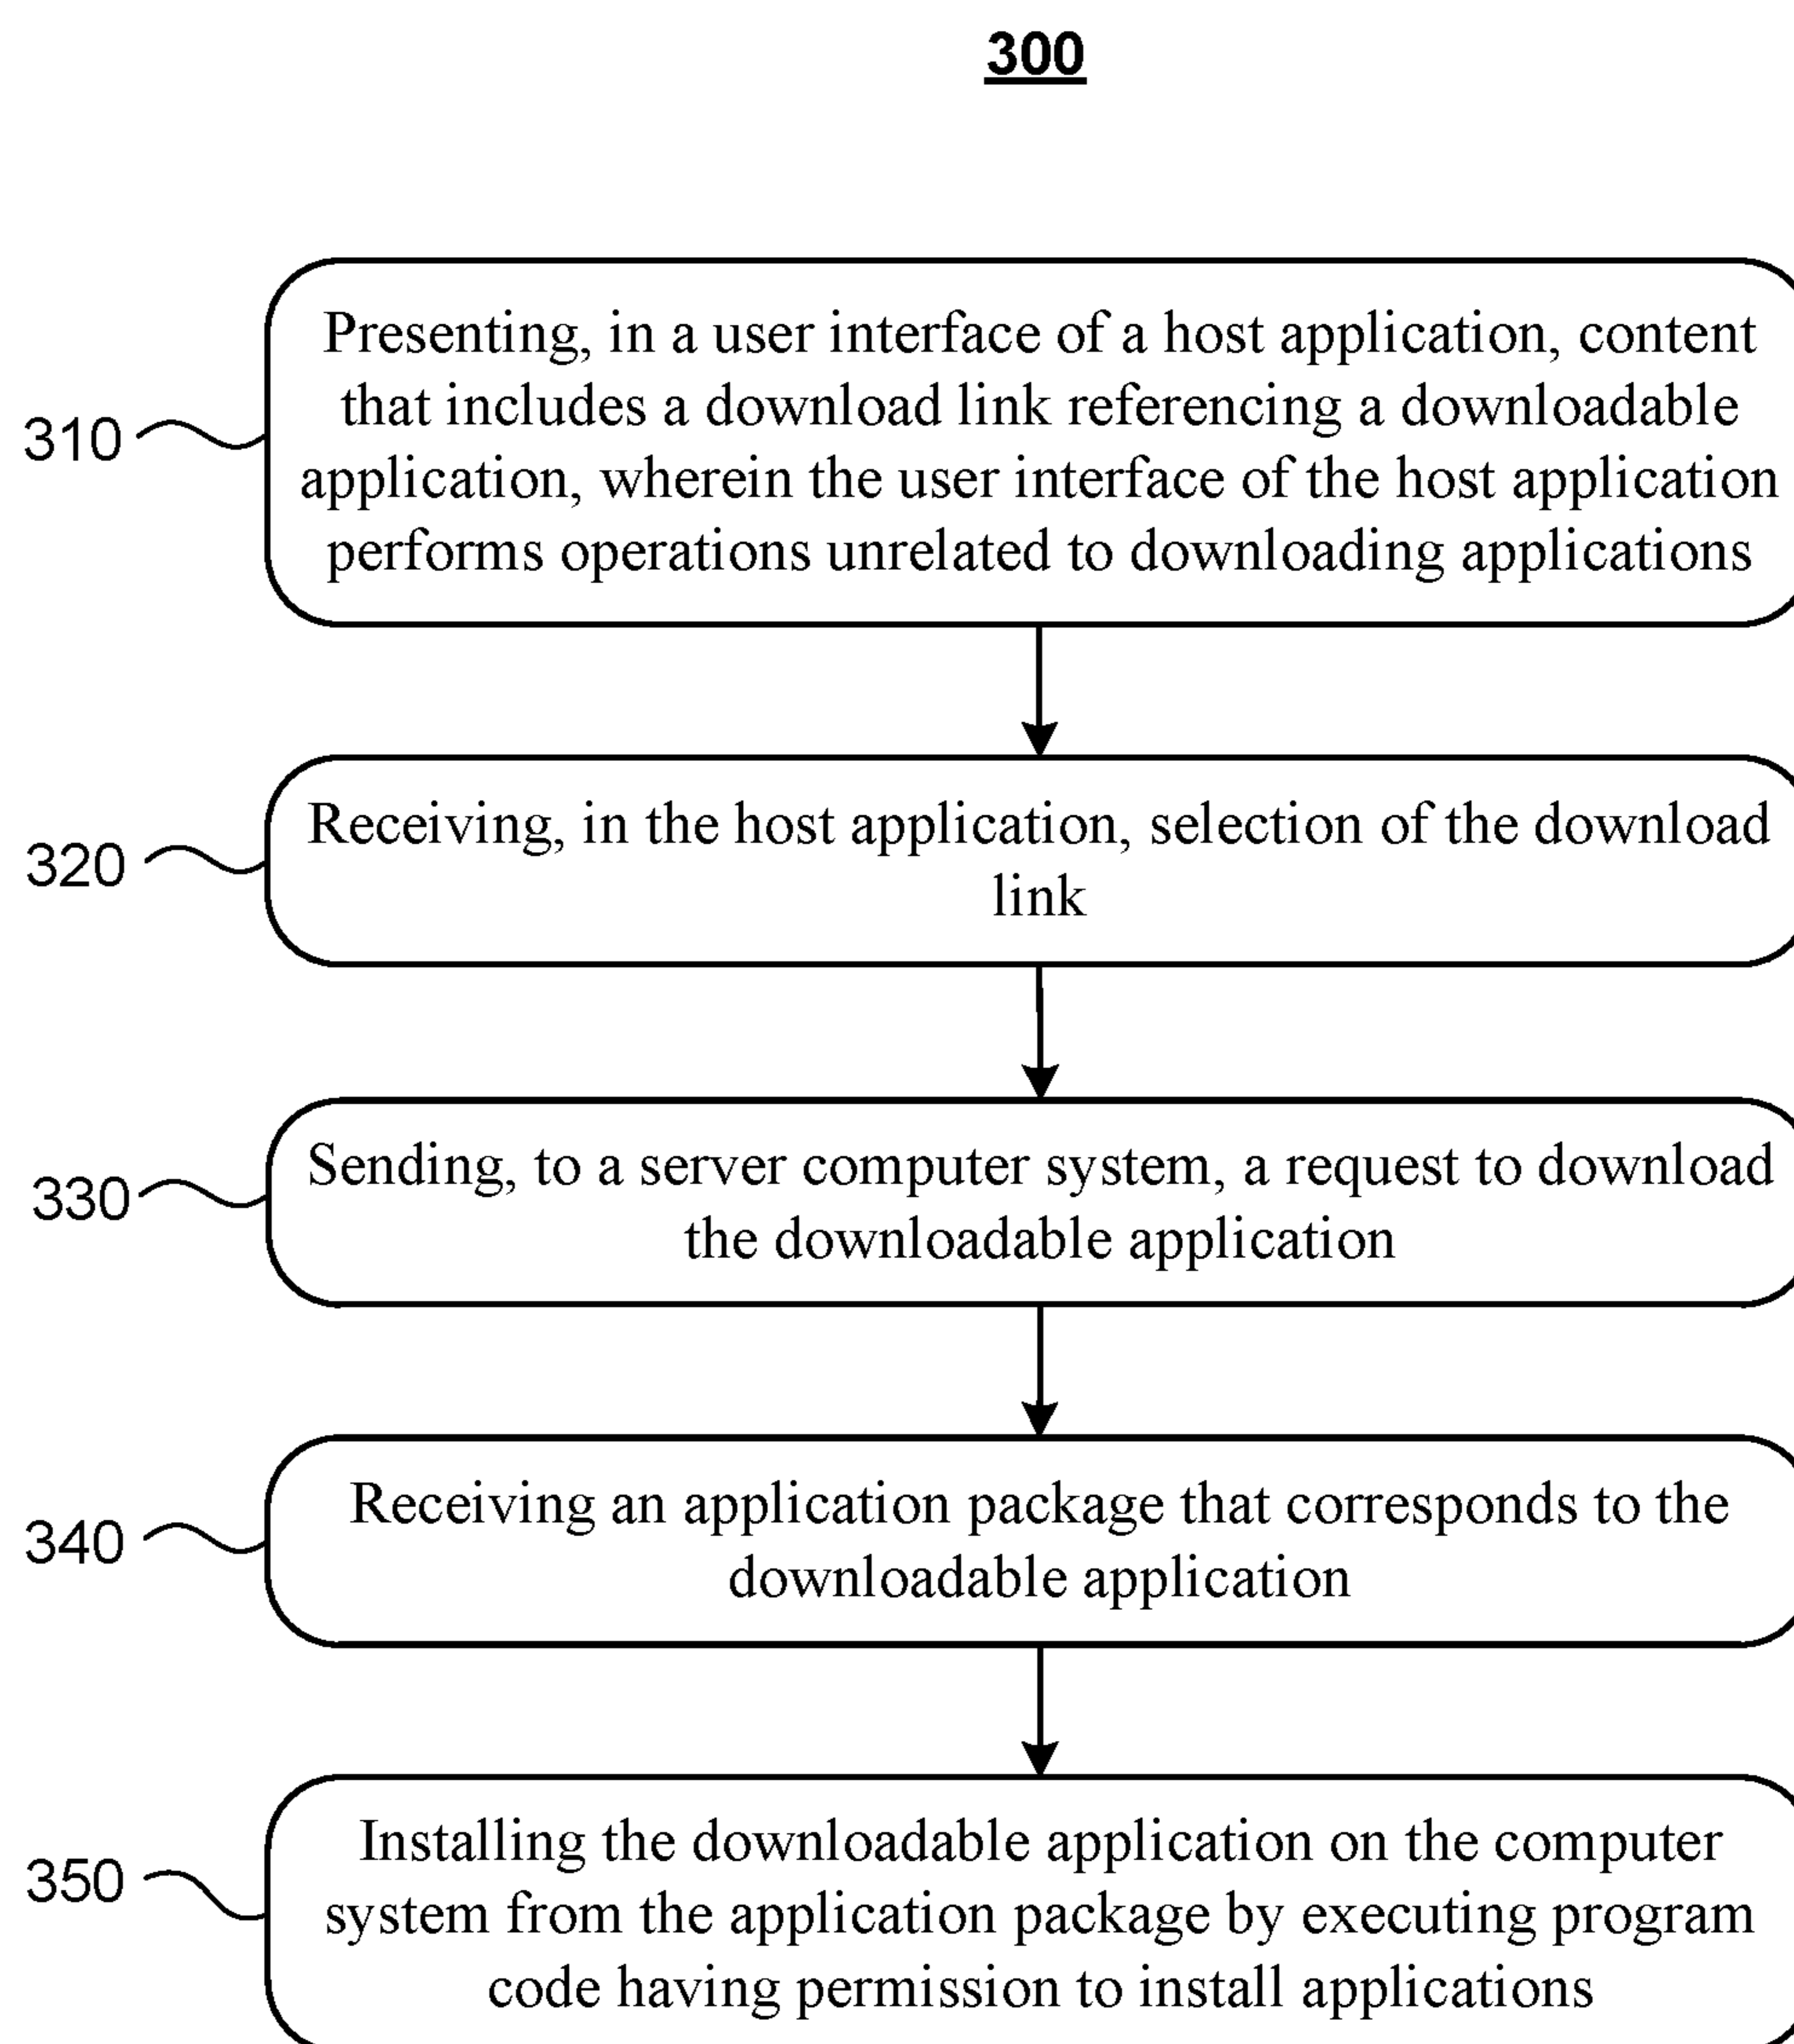 300
310
Presenting, in a user interface of a host application, content
that includes a download link referencing a downloadable
application, wherein the user interface of the host application
performs operations unrelated to downloading applications
320
Receiving, in the host application, selection of the download
link
330
Sending, to a server computer system, a request to download
the downloadable application
340
Receiving an application package that corresponds to the
downloadable application
350
Installing the downloadable application on the computer
system from the application package by executing program
code having permission to install applications